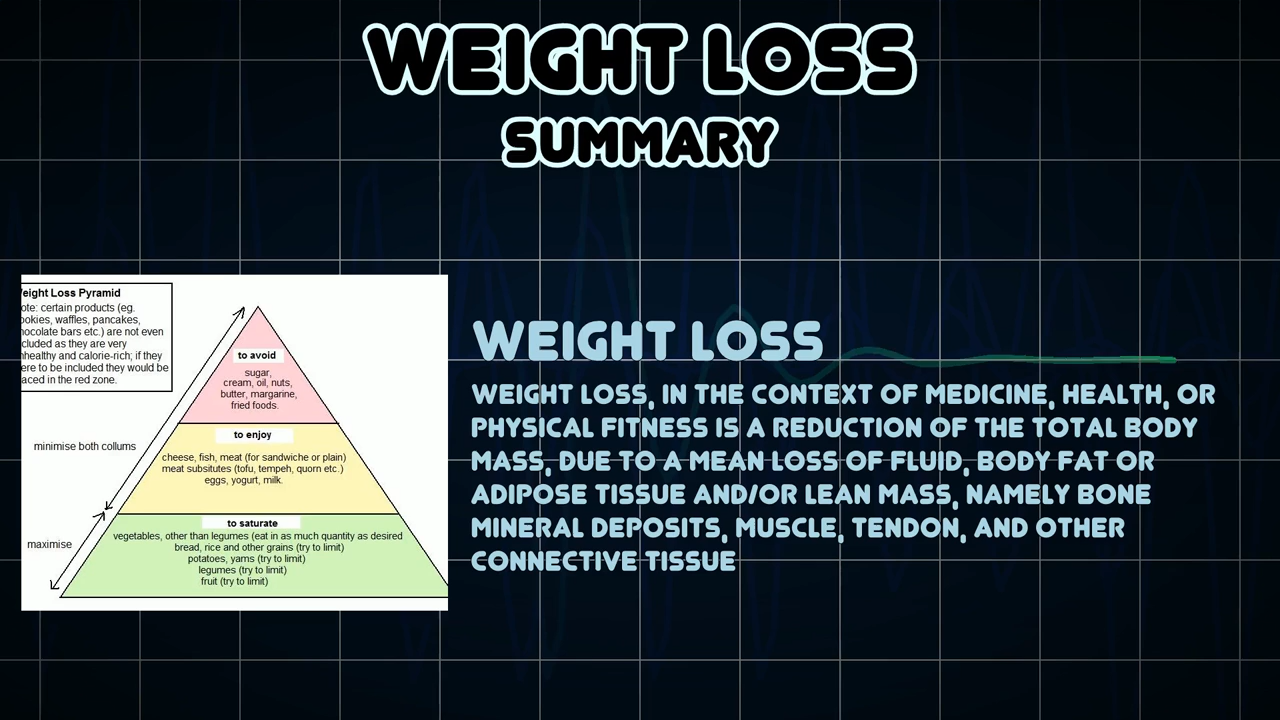 WEIGHT LOSS
SUMMARY
eight Loss Pyramid
ote: certain products (eg.
ookies, waffles, pancakes,
hocolate bars etc.) are not even
cluded as they are very
nhealthy and calorie-rich; if they
ere to be included they would be
aced in the red zone.
to avoid
sugar,
cream, oil, nuts,
butter, margarine,
fried foods.
to enjoy
cheese, fish, meat (for sandwiche or plain)
meat subsitutes (tofu, tempeh, quorn etc.)
eggs, yogurt, milk.
minimise both collums
to saturate
vegetables, other than legumes (eat in as much quantity as desired
bread, rice and other grains (try to limit)
potatoes, yams (try to limit)
legumes (try to limit)
fruit (try to limit)
maximise
WEIGHT LOSS
WEIGHT LOSS, IN THE CONTEXT OF MEDICINE, HEALTH, OR
PHYSICAL FITNESS IS A REDUCTION OF THE TOTAL BODY
MASS, DUE TO A MEAN LOSS OF FLUID, BODY FAT OR
ADIPOSE TISSUE AND/OR LEAN MASS, NAMELY BONE
MINERAL DEPOSITS, MUSCLE, TENDON, AND OTHER
CONNECTIVE TISSUE